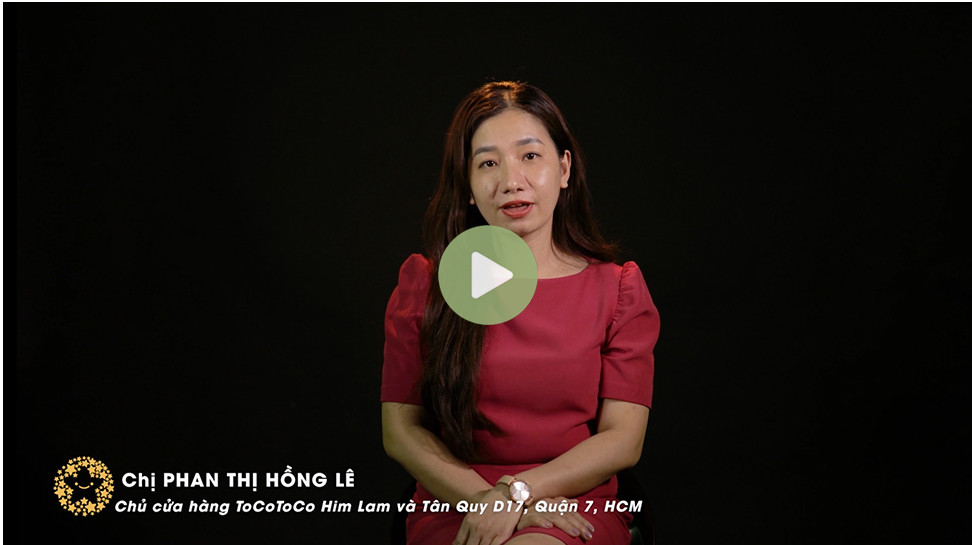 Chị PHAN THỊ HỒNG LÊ
Chủ cửa hàng ToCoToCo Him Lam và Tân Quy D17, Quận 7, HCM